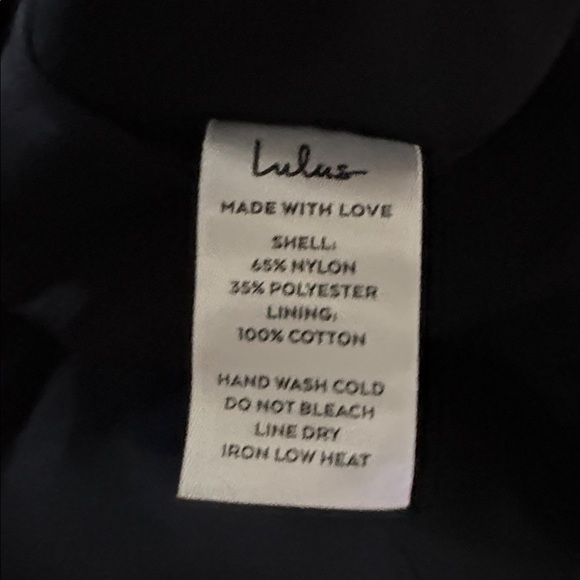 Lulus
MADE WITH LOVE
SHELL:
65% NYLON
35% POLYESTER
LINING:
100% COTTON
HAND WASH COLD
DO NOT BLEACH
LINE DRY
IRON LOW HEAT